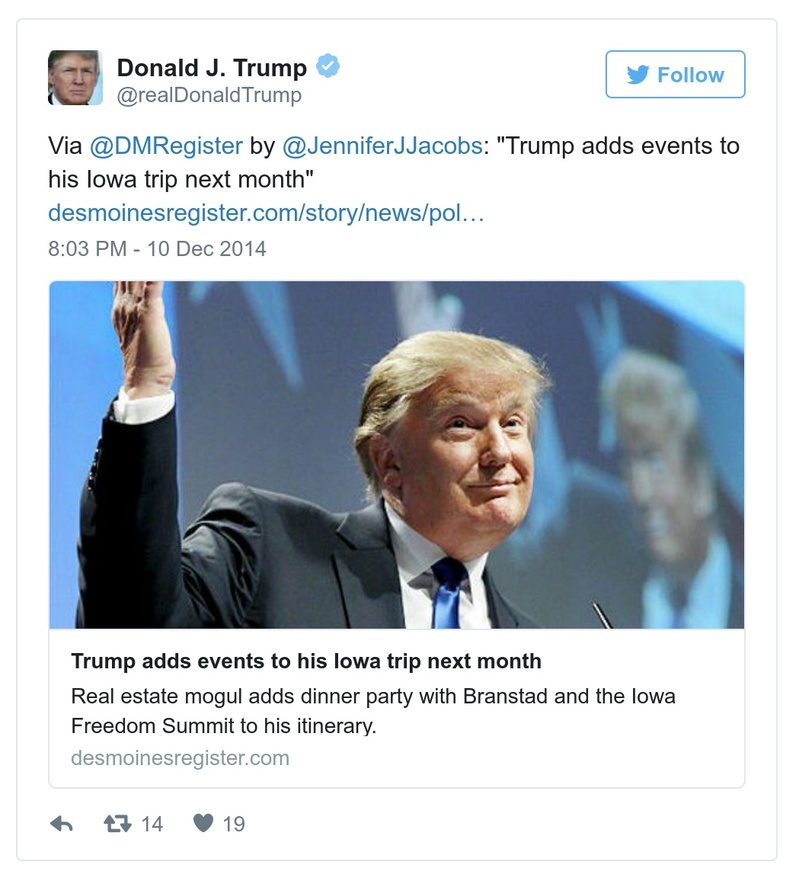 Donald J. Trump
@realDonaldTrump
Follow
Via @DMRegister by @JenniferJJacobs: "Trump adds events to
his Iowa trip next month"
desmoinesregister.com/story/news/pol…
8:03 PM - 10 Dec 2014
Trump adds events to his Iowa trip next month
Real estate mogul adds dinner party with Branstad and the Iowa
Freedom Summit to his itinerary.
desmoinesregister.com
14
19